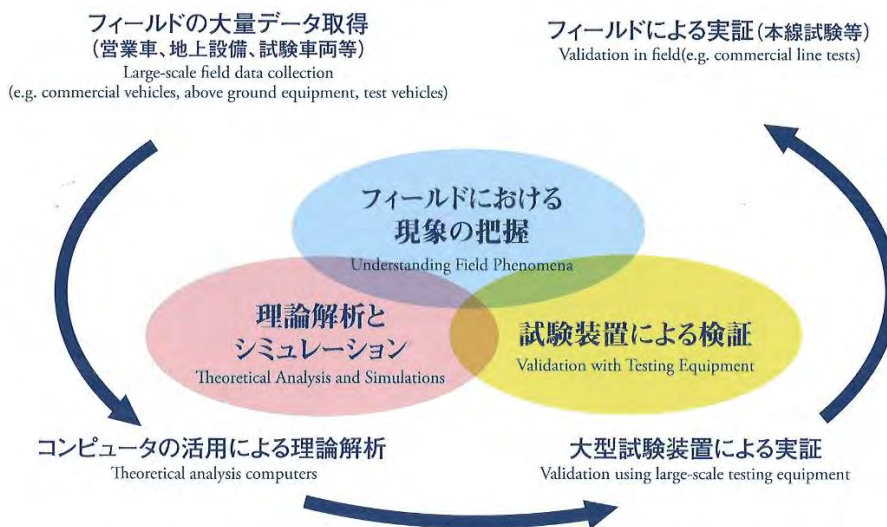 フィールドの大量データ取得
(営業車、地上設備、試験車両等)
Large-scale field data collection
(e.g. commercial vehicles, above ground equipment, test vehicles)
フィールドによる実証(本線試験等)
Validation in field(e.g. commercial line tests)
フィールドにおける
現象の把握
Understanding Field Phenomena
理論解析と
シミュレーション
Theoretical Analysis and Simulations
試験装置による検証
Validation with Testing Equipment
コンピュータの活用による理論解析
Theoretical analysis computers
大型試験装置による実証
Validation using large-scale testing equipment